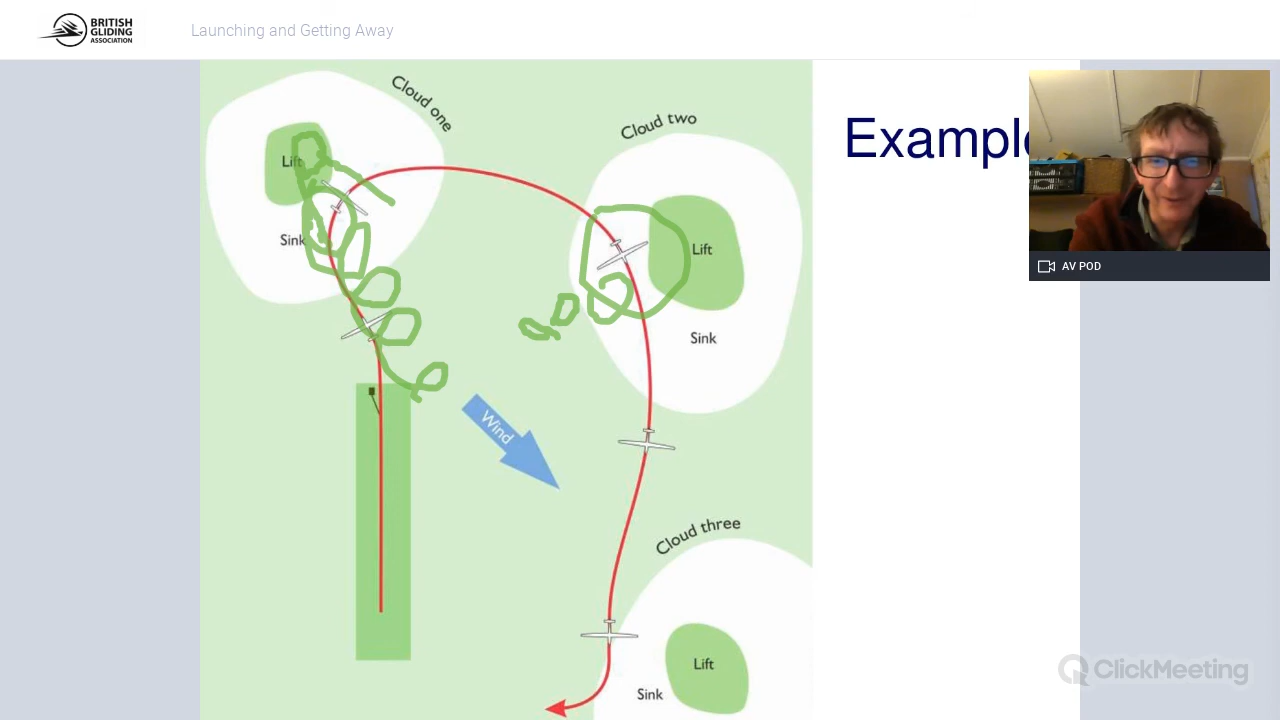 BRITISH
GLIDING
ASSOCIATION
Launching and Getting Away
Cloud one
Lift
Sink
Cloud two
Lift
Sink
Wind
Cloud three
Lift
Sink
Example
AV POD
ClickMeeting